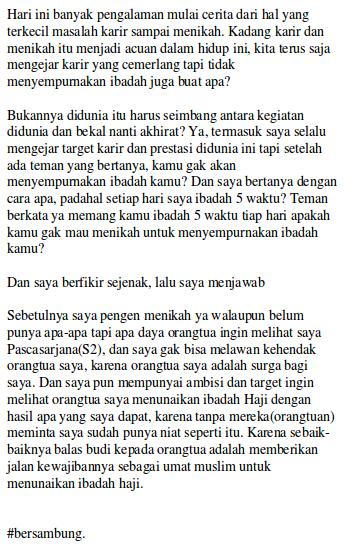 Hari ini banyak pengalaman mulai cerita dari hal yang
terkecil masalah karir sampai menikah. Kadang karir dan
menikah itu menjadi acuan dalam hidup ini, kita terus saja
mengejar karir yang cemerlang tapi tidak
menyempurnakan ibadah juga buat apa?

Bukannya didunia itu harus seimbang antara kegiatan
didunia dan bekal nanti akhirat? Ya, termasuk saya selalu
mengejar target karir dan prestasi didunia ini tapi setelah
ada teman yang bertanya, kamu gak akan
menyempurnakan ibadah kamu? Dan saya bertanya dengan
cara apa, padahal setiap hari saya ibadah 5 waktu? Teman
berkata ya memang kamu ibadah 5 waktu tiap hari apakah
kamu gak mau menikah untuk menyempurnakan ibadah
kamu?

Dan saya berfikir sejenak, lalu saya menjawab

Sebetulnya saya pengen menikah ya walaupun belum
punya apa-apa tapi apa daya orangtua ingin melihat saya
Pascasarjana(S2), dan saya gak bisa melawan kehendak
orangtua saya, karena orangtua saya adalah surga bagi
saya. Dan saya pun mempunyai ambisi dan target ingin
melihat orangtua saya menunaikan ibadah Haji dengan
hasil apa yang saya dapat, karena tanpa mereka(orangtuan)
meminta saya sudah punya niat seperti itu. Karena sebaik-
baiknya balas budi kepada orangtua adalah memberikan
jalan kewajibannya sebagai umat muslim untuk
menunaikan ibadah haji.

#bersambung.